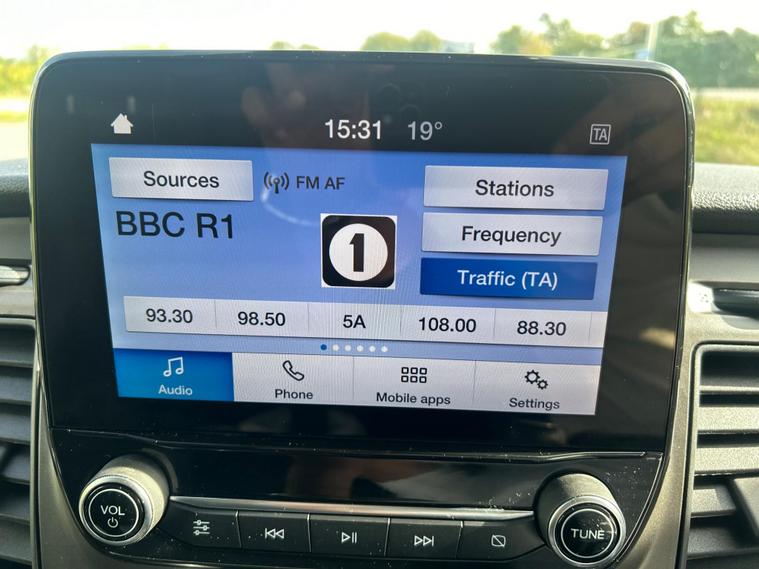 15:31 19°
TA
Sources
FM AF
Stations
BBC R1
1
Frequency
Traffic (TA)
93.30
98.50
5A
108.00
88.30
Audio
Phone
Mobile apps
Settings
VOL
TUNE